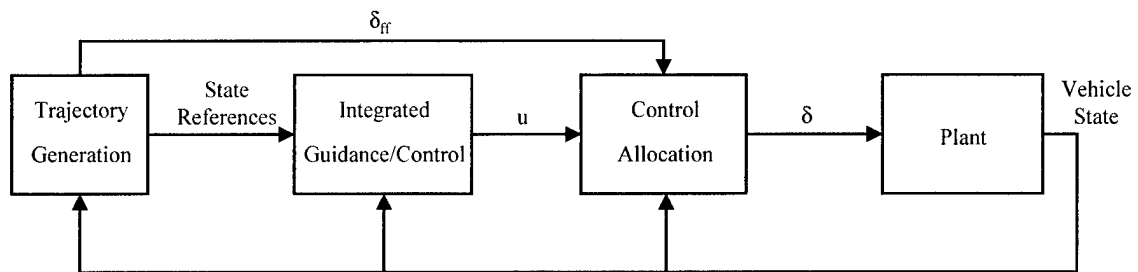 δff
Trajectory
Generation
State
References
Integrated
Guidance/Control
u
Control
Allocation
δ
Plant
Vehicle
State